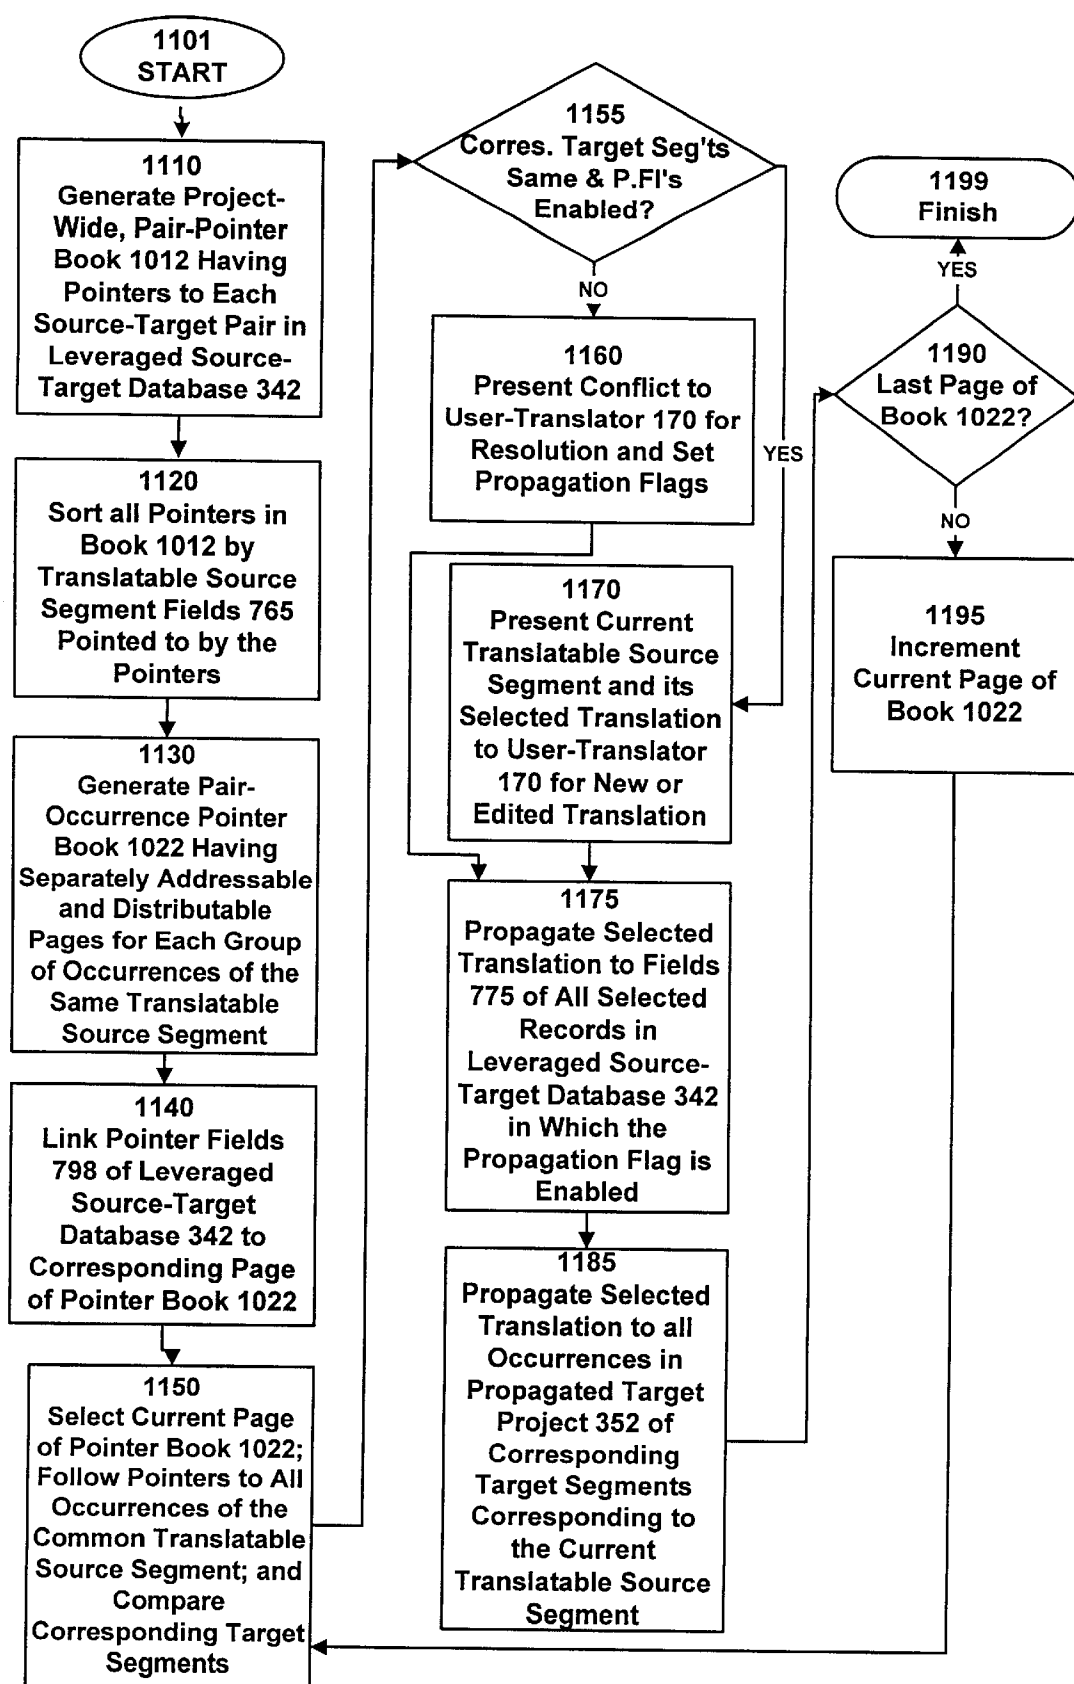 1101
START
1110
Generate Project-
Wide, Pair-Pointer
Book 1012 Having
Pointers to Each
Source-Target Pair in
Leveraged Source-
Target Database 342
1120
Sort all Pointers in
Book 1012 by
Translatable Source
Segment Fields 765
Pointed to by the
Pointers
1130
Generate Pair-
Occurrence Pointer
Book 1022 Having
Separately Addressable
and Distributable
Pages for Each Group
of Occurrences of the
Same Translatable
Source Segment
1140
Link Pointer Fields
798 of Leveraged
Source-Target
Database 342 to
Corresponding Page
of Pointer Book 1022
1150
Select Current Page
of Pointer Book 1022;
Follow Pointers to All
Occurrences of the
Common Translatable
Source Segment; and
Compare
Corresponding Target
Segments
1155
Corres. Target Seg'ts
Same & P.Fl's
Enabled?
NO
YES
1160
Present Conflict to
User-Translator 170 for
Resolution and Set
Propagation Flags
1170
Present Current
Translatable Source
Segment and its
Selected Translation
to User-Translator
170 for New or
Edited Translation
1175
Propagate Selected
Translation to Fields
775 of All Selected
Records in
Leveraged Source-
Target Database 342
in Which the
Propagation Flag is
Enabled
1185
Propagate Selected
Translation to all
Occurrences in
Propagated Target
Project 352 of
Corresponding
Target Segments
Corresponding to
the Current
Translatable Source
Segment
1199
Finish
YES
1190
Last Page of
Book 1022?
NO
1195
Increment
Current Page of
Book 1022